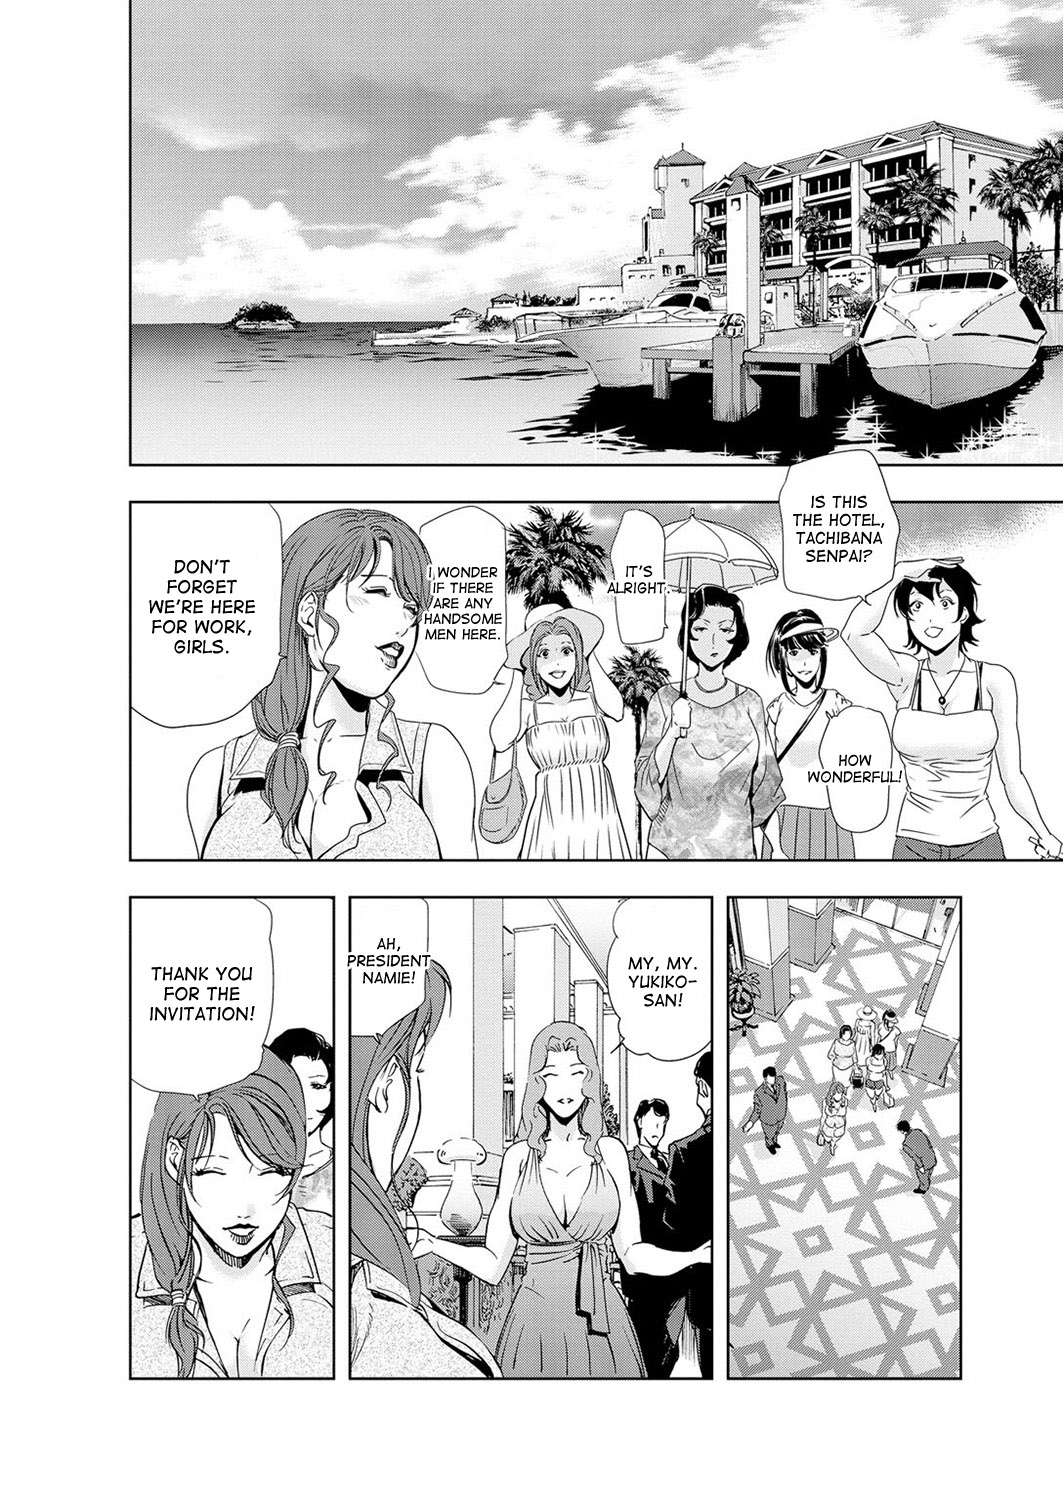 IS THIS
THE HOTEL,
TACHIBANA
SENPAI?
HOW
WONDERFUL!
IT'S
ALRIGHT.
I WONDER
IF THERE
ARE ANY
HANDSOME
MEN HERE.
DON'T
FORGET
WE'RE HERE
FOR WORK,
GIRLS.
MY, MY.
YUKIKO-
SAN!
AH,
PRESIDENT
NAMIE!
THANK YOU
FOR THE
INVITATION!